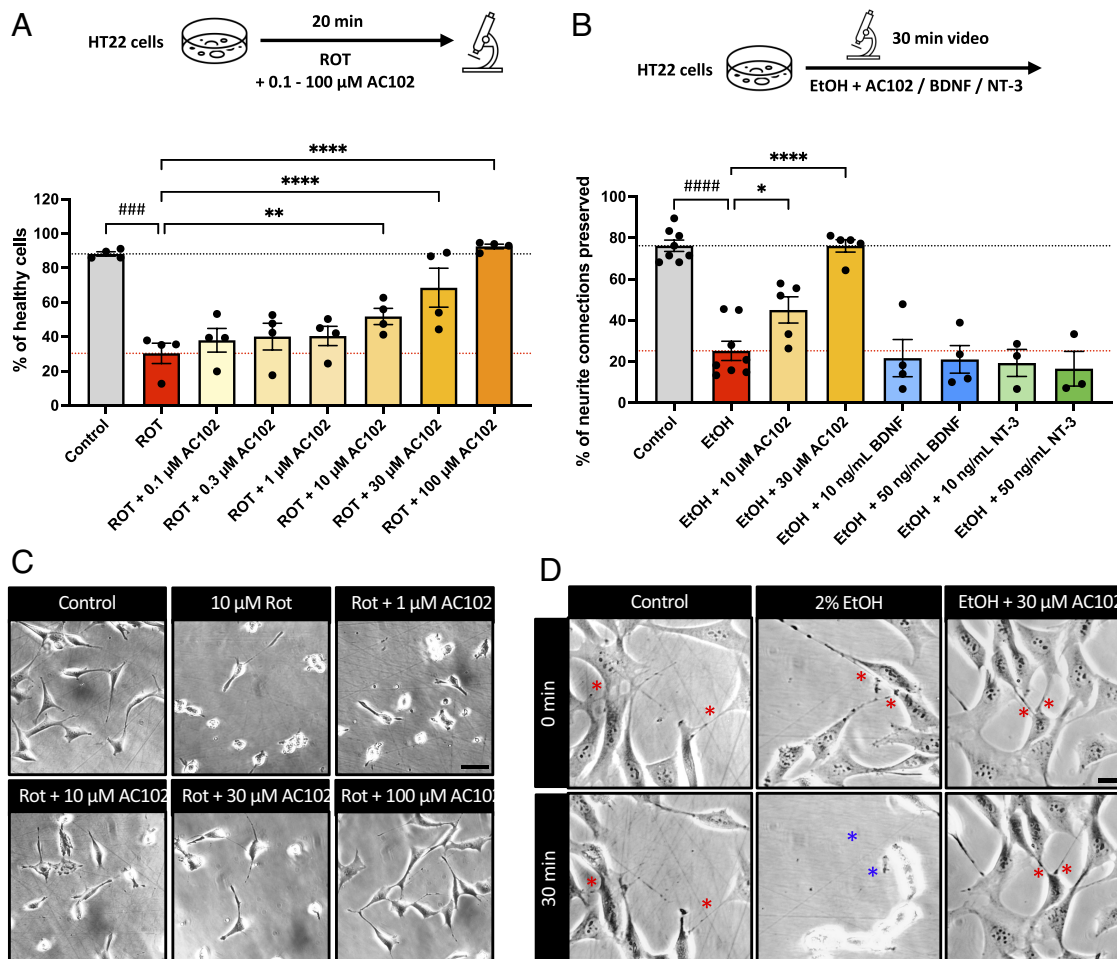 A
HT22 cells
20 min
ROT
+ 0.1 - 100 µM AC102
B
HT22 cells
30 min video
EtOH + AC102 / BDNF / NT-3
% of healthy cells
120
100
80
60
40
20
0
****
****
###
**
Control
ROT
ROT + 0.1 µM AC102
ROT + 0.3 µM AC102
ROT + 1 µM AC102
ROT + 10 µM AC102
ROT + 30 µM AC102
ROT + 100 µM AC102
% of neurite connections preserved
100
80
60
40
20
0
****
####
*
Control
EtOH
EtOH + 10 µM AC102
EtOH + 30 µM AC102
EtOH + 10 ng/mL BDNF
EtOH + 50 ng/mL BDNF
EtOH + 10 ng/mL NT-3
EtOH + 50 ng/mL NT-3
C
Control
10 µM Rot
Rot + 1 µM AC102
Rot + 10 µM AC102
Rot + 30 µM AC102
Rot + 100 µM AC102
D
Control
2% EtOH
EtOH + 30 µM AC102
0 min
* * * * * *
30 min
* * * * * *